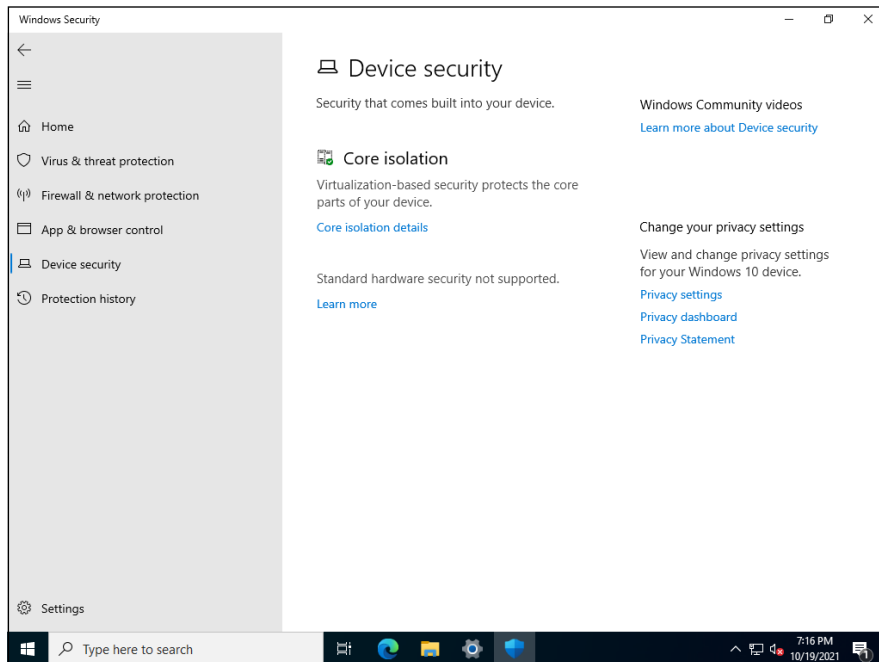 Windows Security
Home
Virus & threat protection
Firewall & network protection
App & browser control
Device security
Protection history
Settings
Device security
Security that comes built into your device.
Core isolation
Virtualization-based security protects the core
parts of your device.
Core isolation details
Standard hardware security not supported.
Learn more
Windows Community videos
Learn more about Device security
Change your privacy settings
View and change privacy settings
for your Windows 10 device.
Privacy settings
Privacy dashboard
Privacy Statement
Type here to search
7:16 PM
10/19/2021
1